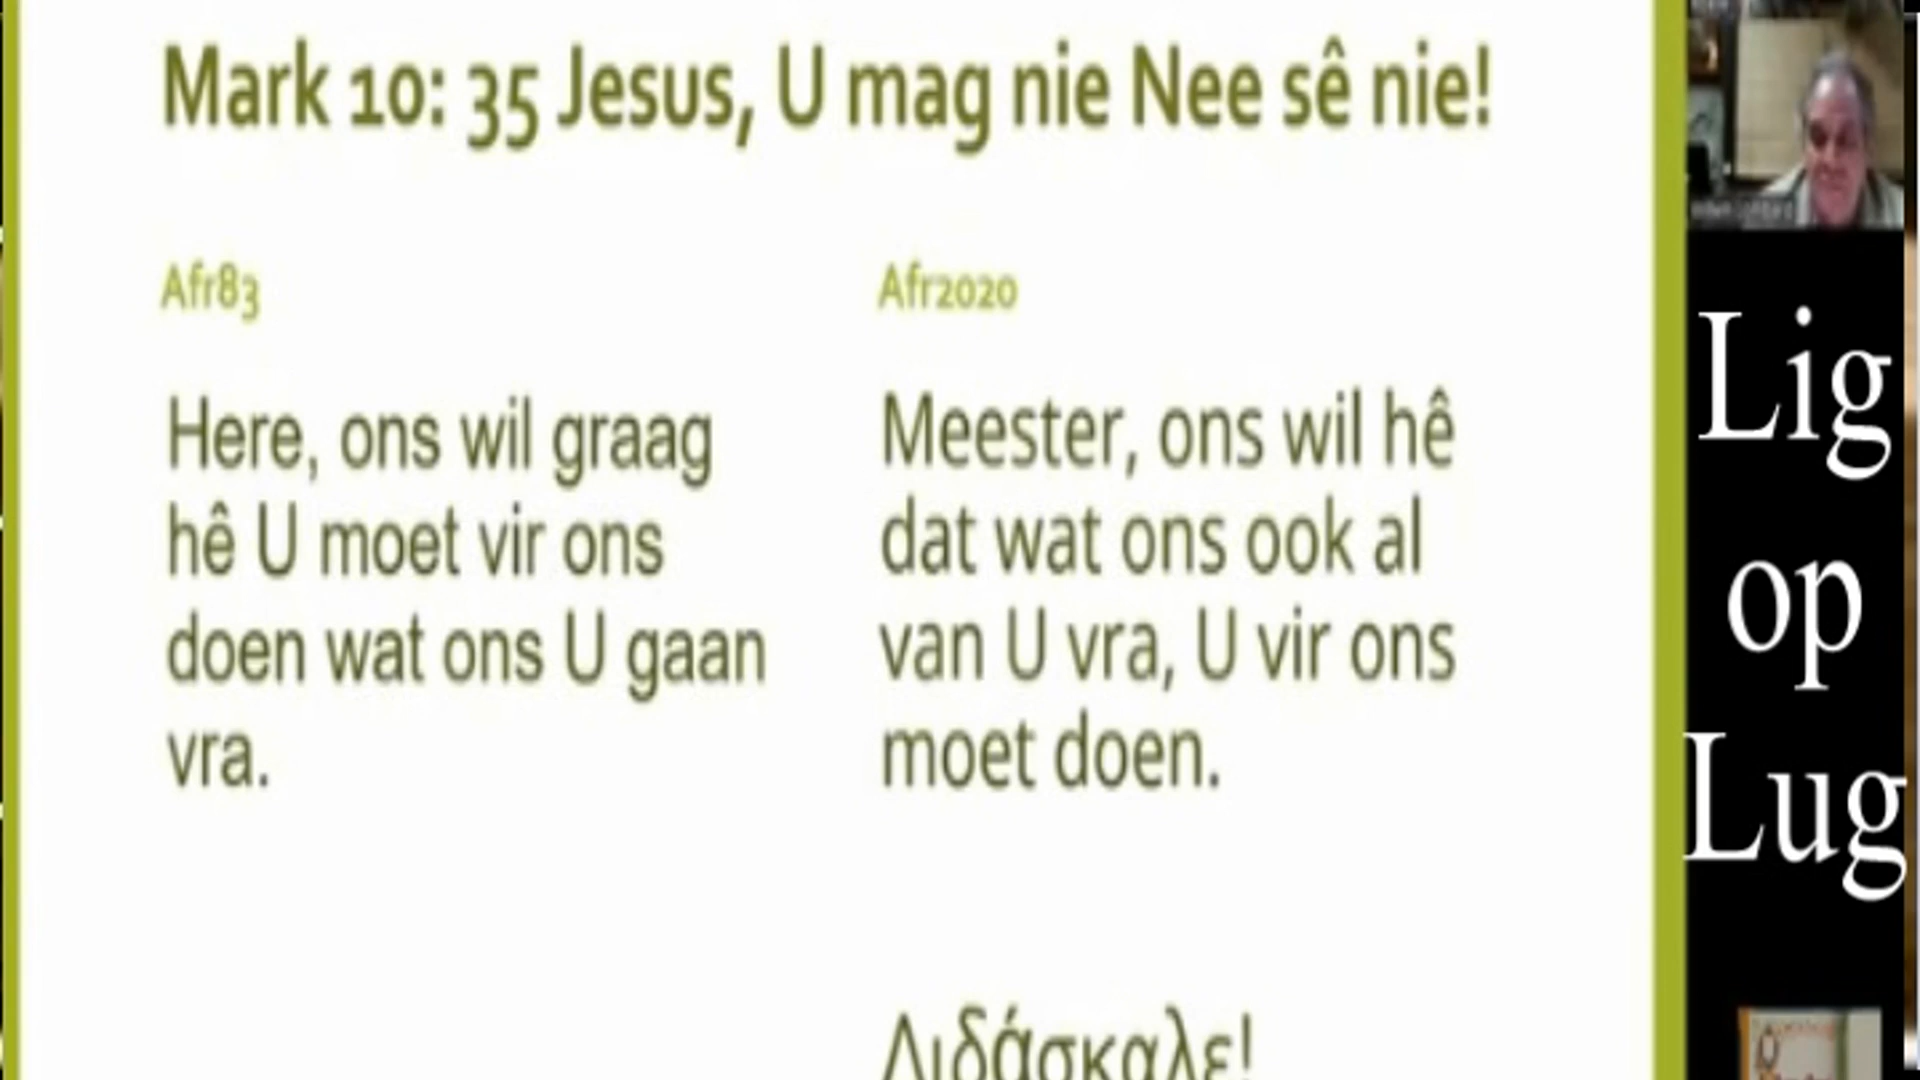 Mark 10: 35 Jesus, U mag nie Nee sê nie!
Afr83
Here, ons wil graag
hê U moet vir ons
doen wat ons U gaan
vra.
Afr2020
Meester, ons wil hê
dat wat ons ook al
van U vra, U vir ons
moet doen.
Διδάσκαλε!
Lig
op
Lug